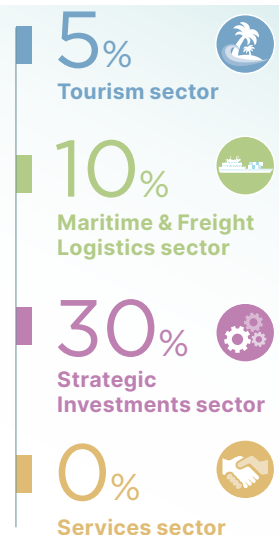 5%
Tourism sector
10%
Maritime & Freight
Logistics sector
30%
Strategic
Investments sector
0%
Services sector